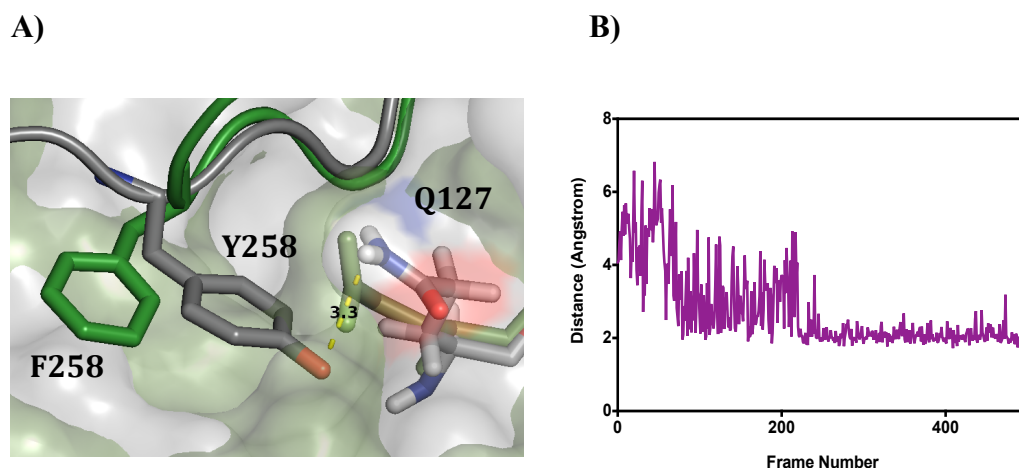 A)
B)
Q127
Y258
3.3
F258
Distance (Angstrom)
8
6
4
2
0
0
200
400
Frame Number